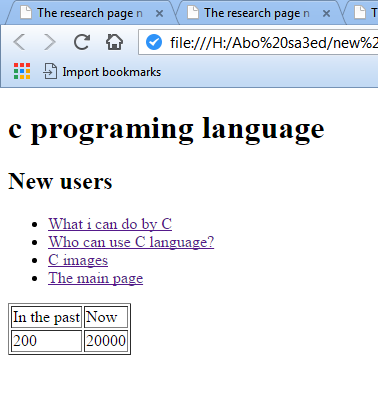 The research page n
The research page n
T
file:///H:/Abo%20sa3ed/new%2
Import bookmarks
c programing language
New users
What i can do by C
Who can use C language?
C images
The main page
In the past Now
200 20000